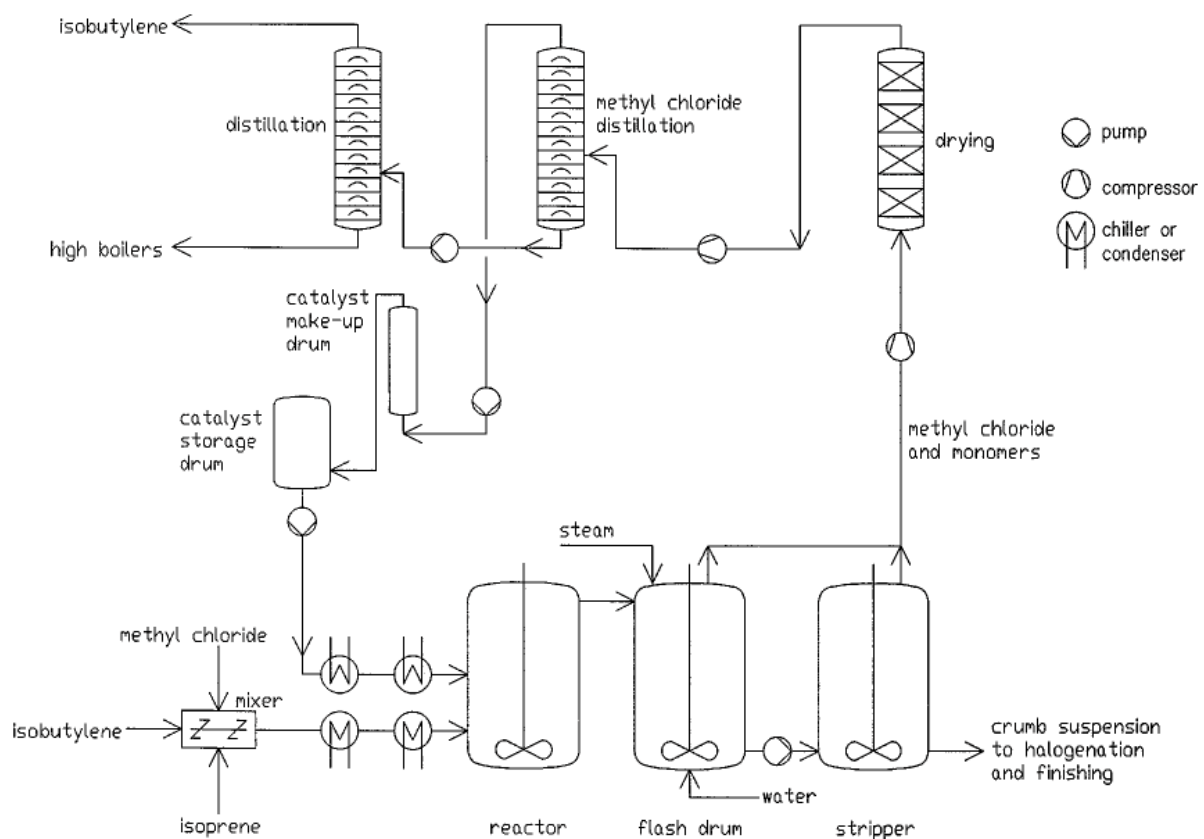 isobutylene
distillation
high boilers
methyl chloride
distillation
drying
pump
compressor
chiller or
condenser
catalyst
make-up
drum
catalyst
storage
drum
methyl chloride
and monomers
steam
methyl chloride
mixer
isobutylene
isoprene
reactor
flash drum
water
stripper
crumb suspension
to halogenation
and finishing